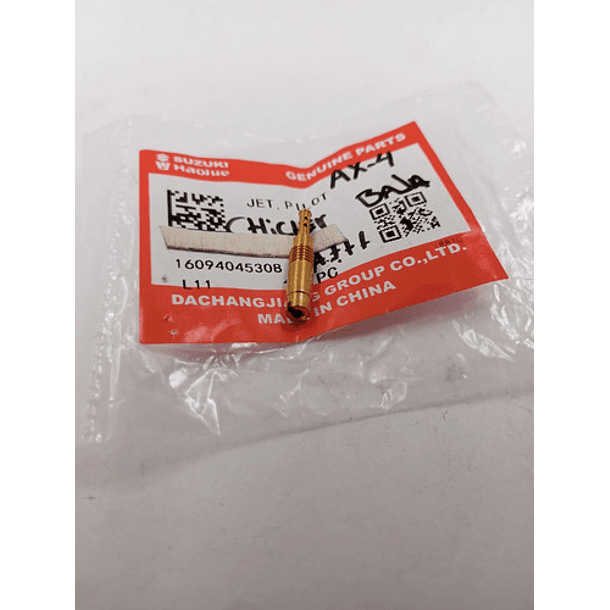 SUZUKI
Haojue
GENUINE PARTS
JET, PILOT
AX-4
BAJA
16094045308
L11
PC
DACHANGJI G GROUP CO.,LTD.
MA IN CHINA